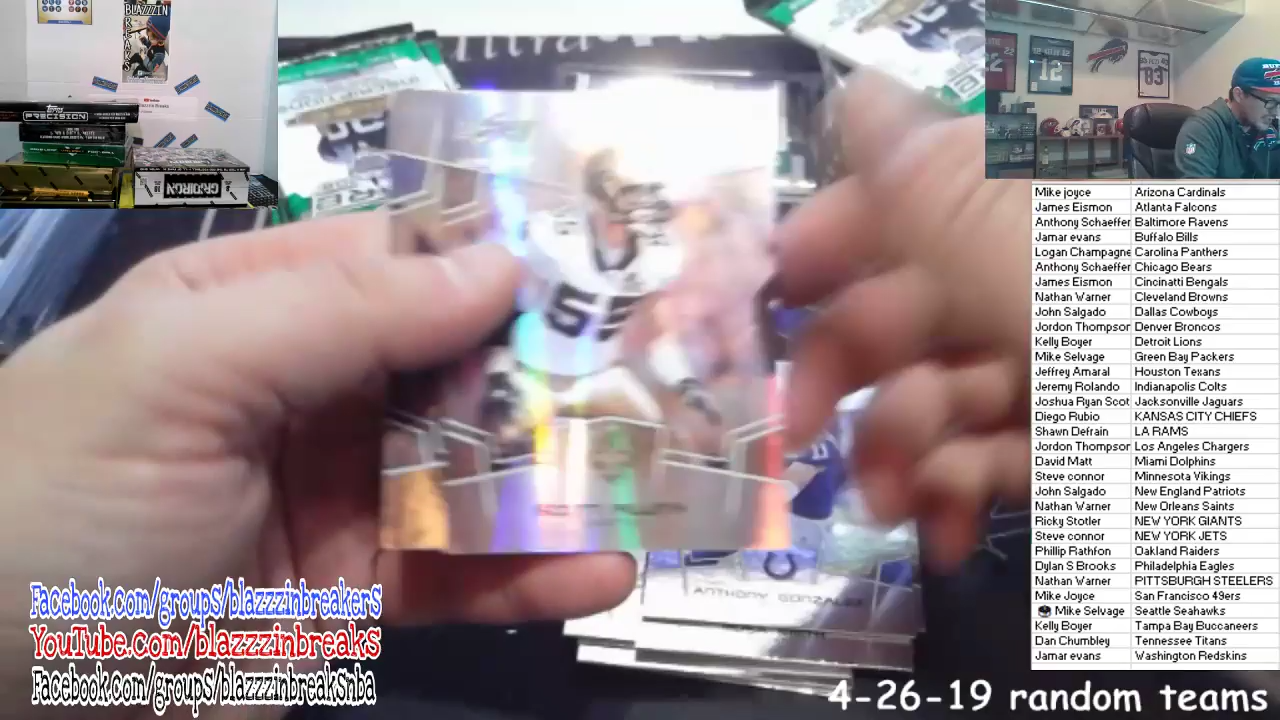 BLAZZZIN
BREAKS
TOPPS
PRECISION
GRIDIRON
12
83
55
ANTHONY GONZALEZ
Mike joyce Arizona Cardinals
James Eismon Atlanta Falcons
Anthony Schaeffer Baltimore Ravens
Jamar evans Buffalo Bills
Logan Champagne Carolina Panthers
Anthony Schaeffer Chicago Bears
James Eismon Cincinatti Bengals
Nathan Warner Cleveland Browns
John Salgado Dallas Cowboys
Jordon Thompson Denver Broncos
Kelly Boyer Detroit Lions
Mike Selvage Green Bay Packers
Jeffrey Amaral Houston Texans
Jeremy Rolando Indianapolis Colts
Joshua Ryan Scot Jacksonville Jaguars
Diego Rubio KANSAS CITY CHIEFS
Shawn Defrain LA RAMS
Jordon Thompson Los Angeles Chargers
David Matt Miami Dolphins
Steve connor Minnesota Vikings
John Salgado New England Patriots
Nathan Warner New Orleans Saints
Ricky Stotler NEW YORK GIANTS
Steve connor NEW YORK JETS
Phillip Rathfon Oakland Raiders
Dylan S Brooks Philadelphia Eagles
Nathan Warner PITTSBURGH STEELERS
Mike Joyce San Francisco 49ers
Mike Selvage Seattle Seahawks
Kelly Boyer Tampa Bay Buccaneers
Dan Chumbley Tennessee Titans
Jamar evans Washington Redskins
Facebook.com/groups/blazzzinbreakers
YouTube.com/blazzzinbreaks
Facebook.com/groups/blazzzinbreaksnba
4-26-19 random teams